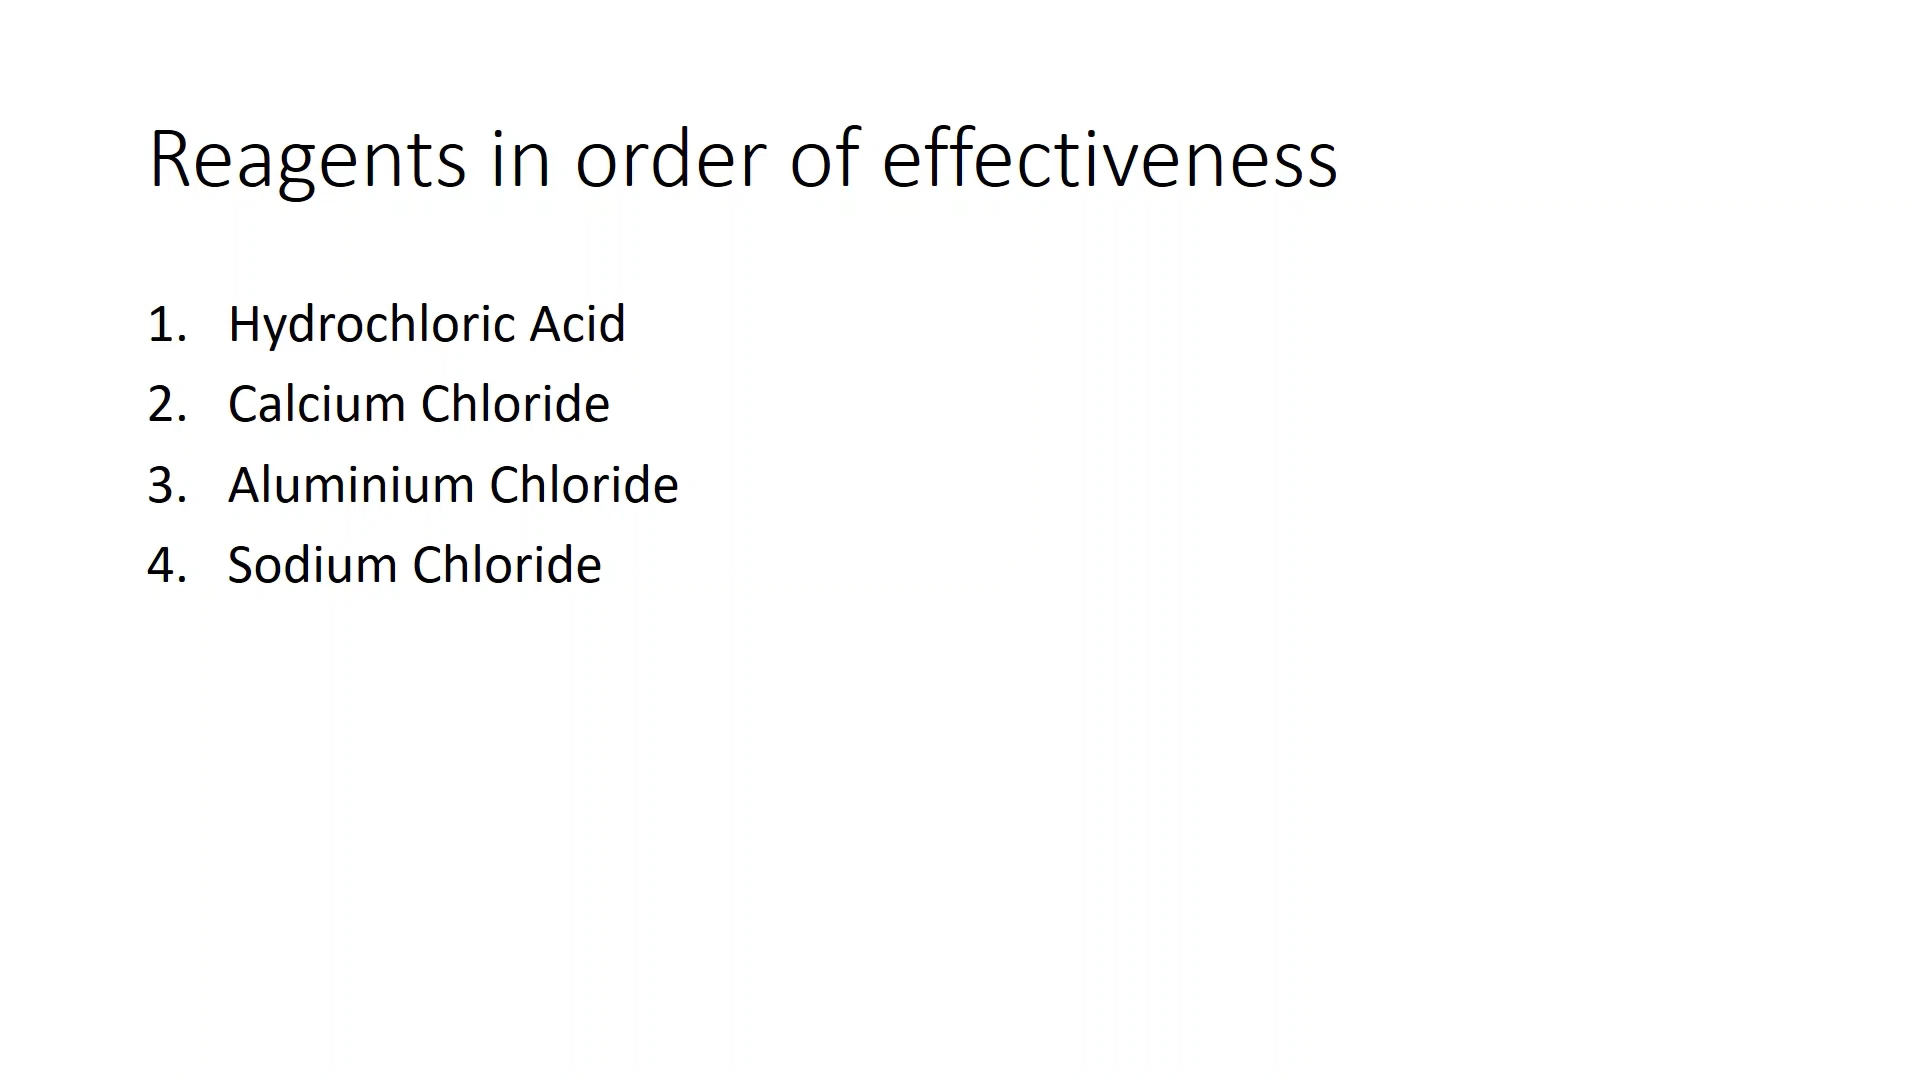 Reagents in order of effectiveness
1. Hydrochloric Acid
2. Calcium Chloride
3. Aluminium Chloride
4. Sodium Chloride